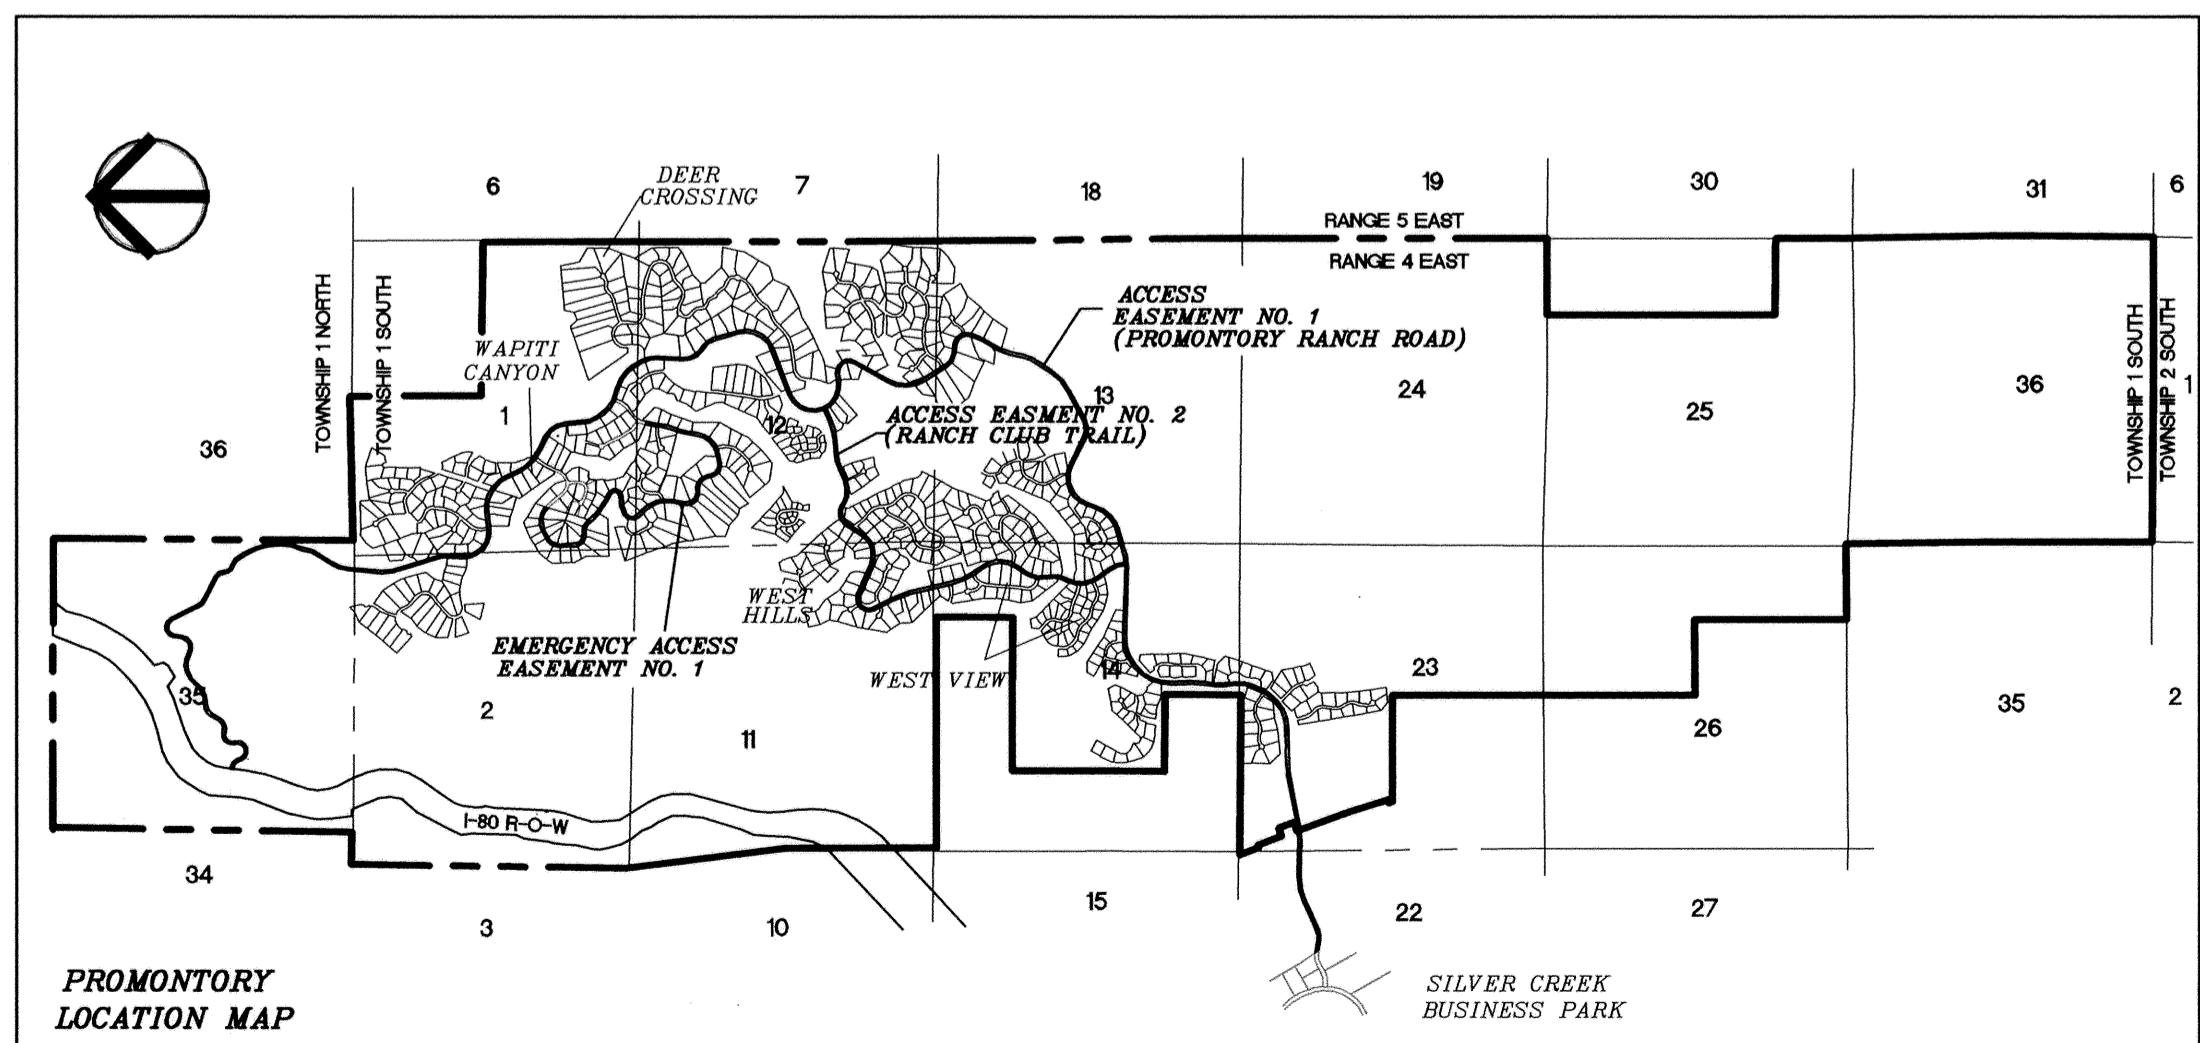 6
7
18
19
30
31
6
DEER
CROSSING
RANGE 5 EAST
RANGE 4 EAST
TOWNSHIP 1 NORTH
TOWNSHIP 1 SOUTH
ACCESS
EASEMENT NO. 1
(PROMONTORY RANCH ROAD)
TOWNSHIP 1 SOUTH
TOWNSHIP 2 SOUTH
WAPITI
CANYON
36
1
12
13
24
25
36
1
ACCESS EASMENT NO. 2
(RANCH CLUB TRAIL)
WEST
HILLS
EMERGENCY ACCESS
EASEMENT NO. 1
WEST VIEW
35
2
11
14
23
26
35
2
I-80 R-O-W
34
3
10
15
22
27
PROMONTORY
LOCATION MAP
SILVER CREEK
BUSINESS PARK